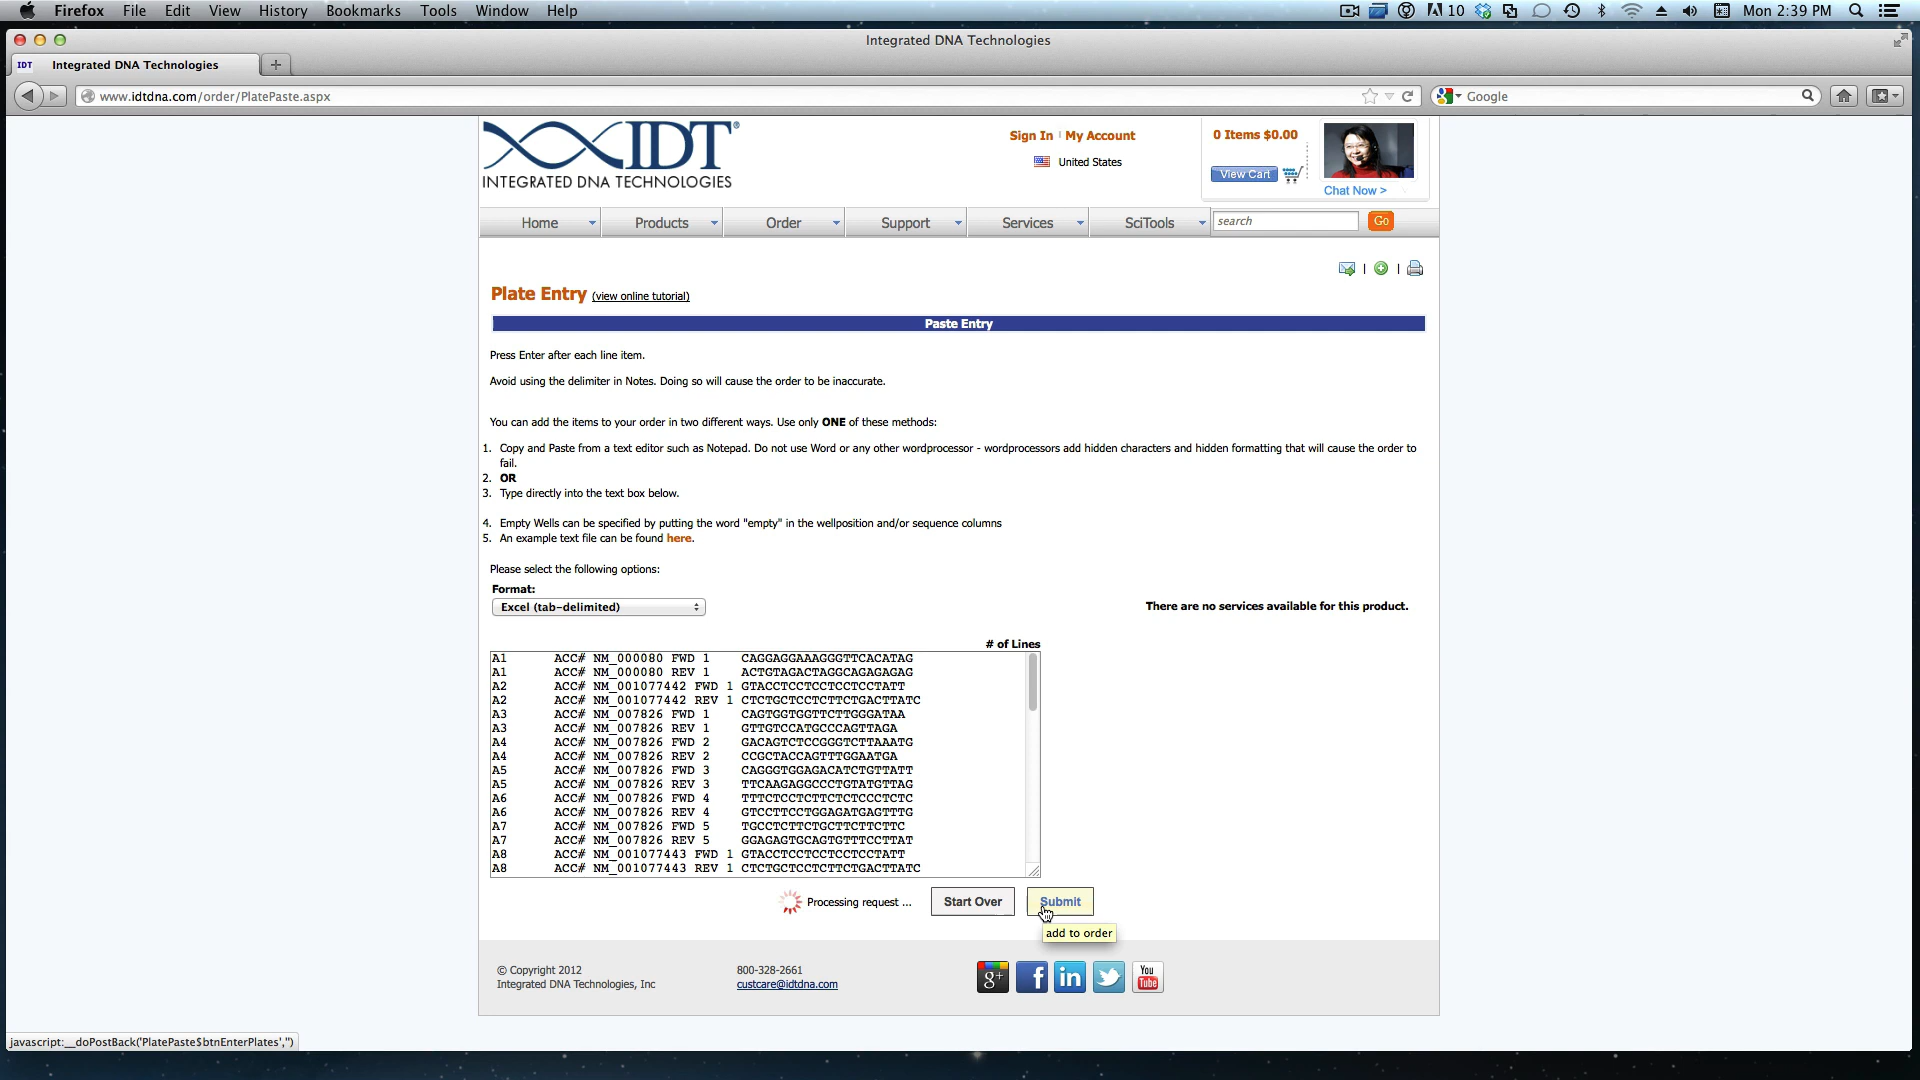 Firefox File Edit View History Bookmarks Tools Window Help 10 Mon 2:39 PM
Integrated DNA Technologies
IDT Integrated DNA Technologies +
www.idtdna.com/order/PlatePaste.aspx Google
IDT®
INTEGRATED DNA TECHNOLOGIES
Sign In | My Account
United States
0 Items $0.00
View Cart
Chat Now >
Home Products Order Support Services SciTools search Go
Plate Entry (view online tutorial)
Paste Entry
Press Enter after each line item.
Avoid using the delimiter in Notes. Doing so will cause the order to be inaccurate.
You can add the items to your order in two different ways. Use only ONE of these methods:
1. Copy and Paste from a text editor such as Notepad. Do not use Word or any other wordprocessor - wordprocessors add hidden characters and hidden formatting that will cause the order to
fail.
2. OR
3. Type directly into the text box below.
4. Empty Wells can be specified by putting the word "empty" in the wellposition and/or sequence columns
5. An example text file can be found here.
Please select the following options:
Format:
Excel (tab-delimited)
There are no services available for this product.
# of Lines
A1 ACC# NM_000080 FWD 1 CAGGAGGAAAGGGTTCACATAG
A1 ACC# NM_000080 REV 1 ACTGTAGACTAGGCAGAGAGAG
A2 ACC# NM_001077442 FWD 1 GTACCTCCTCCTCCTCCTATT
A2 ACC# NM_001077442 REV 1 CTCTGCTCCTCTTCTGACTTATC
A3 ACC# NM_007826 FWD 1 CAGTGGTGGTTCTTGGGATAA
A3 ACC# NM_007826 REV 1 GTTGTCCATGCCCAGTTAGA
A4 ACC# NM_007826 FWD 2 GACAGTCTCCGGGTCTTAAATG
A4 ACC# NM_007826 REV 2 CCGCTACCAGTTTGGAATGA
A5 ACC# NM_007826 FWD 3 CAGGGTGGAGACATCTGTTATT
A5 ACC# NM_007826 REV 3 TTCAAGAGGCCCTGTATGTTAG
A6 ACC# NM_007826 FWD 4 TTTCTCCTCTTCTCTCCCTCTC
A6 ACC# NM_007826 REV 4 GTCCTTCCTGGAGATGAGTTTG
A7 ACC# NM_007826 FWD 5 TGCCTCTTCTGCTTCTTCTTC
A7 ACC# NM_007826 REV 5 GGAGAGTGCAGTGTTTCCTTAT
A8 ACC# NM_001077443 FWD 1 GTACCTCCTCCTCCTCCTATT
A8 ACC# NM_001077443 REV 1 CTCTGCTCCTCTTCTGACTTATC
Processing request ... Start Over Submit
add to order
© Copyright 2012
Integrated DNA Technologies, Inc
800-328-2661
custcare@idtdna.com
g+ f in You Tube
javascript:__doPostBack('PlatePaste$btnEnterPlates','')